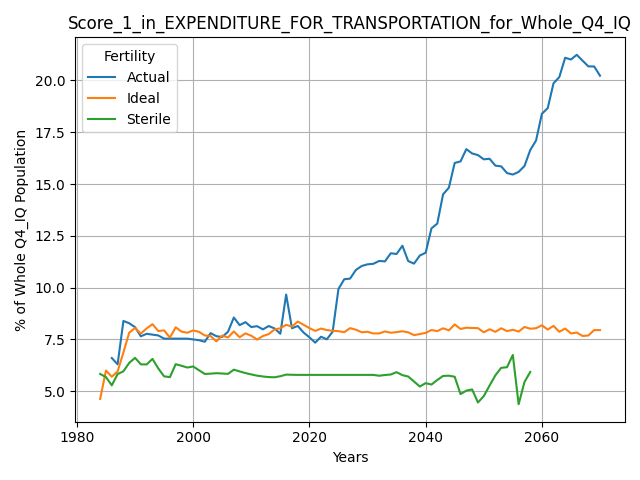 Score_1_in_EXPENDITURE_FOR_TRANSPORTATION_for_Whole_Q4_IQ
Fertility
Actual
Ideal
Sterile
% of Whole Q4_IQ Population
20.0
17.5
15.0
12.5
10.0
7.5
5.0
1980
2000
2020
2040
2060
Years